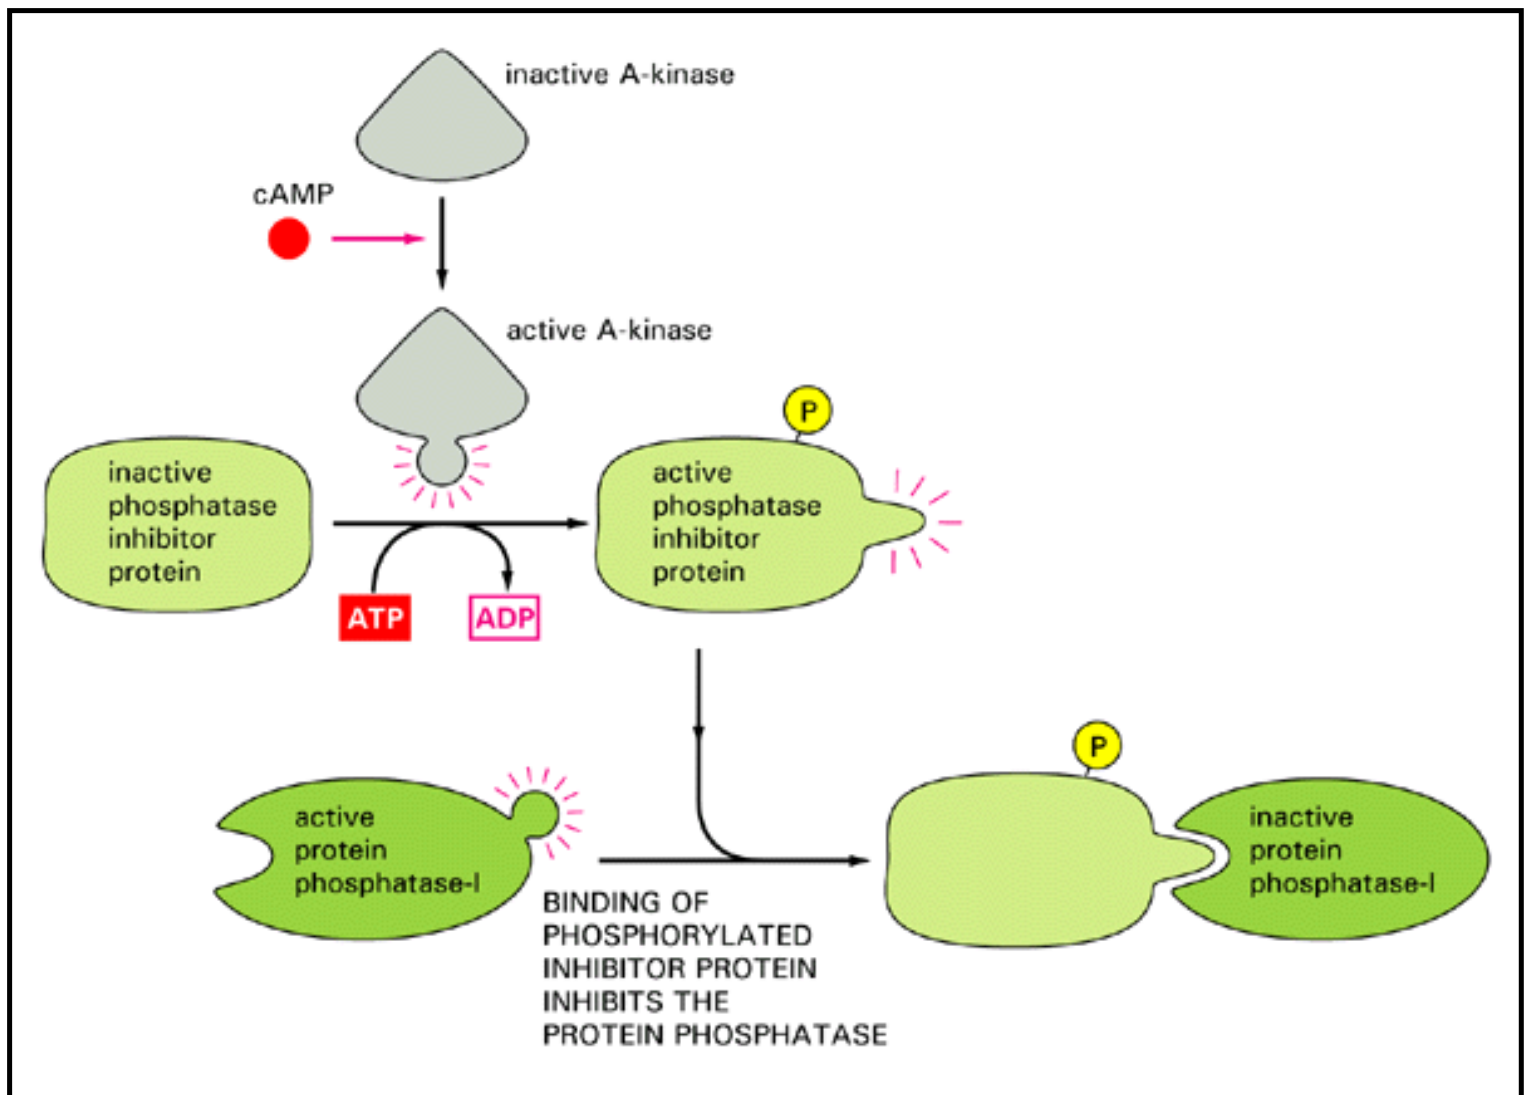 inactive A-kinase
cAMP
active A-kinase
P
inactive
phosphatase
inhibitor
protein
active
phosphatase
inhibitor
protein
ATP
ADP
P
active
protein
phosphatase-I
inactive
protein
phosphatase-I
BINDING OF
PHOSPHORYLATED
INHIBITOR PROTEIN
INHIBITS THE
PROTEIN PHOSPHATASE